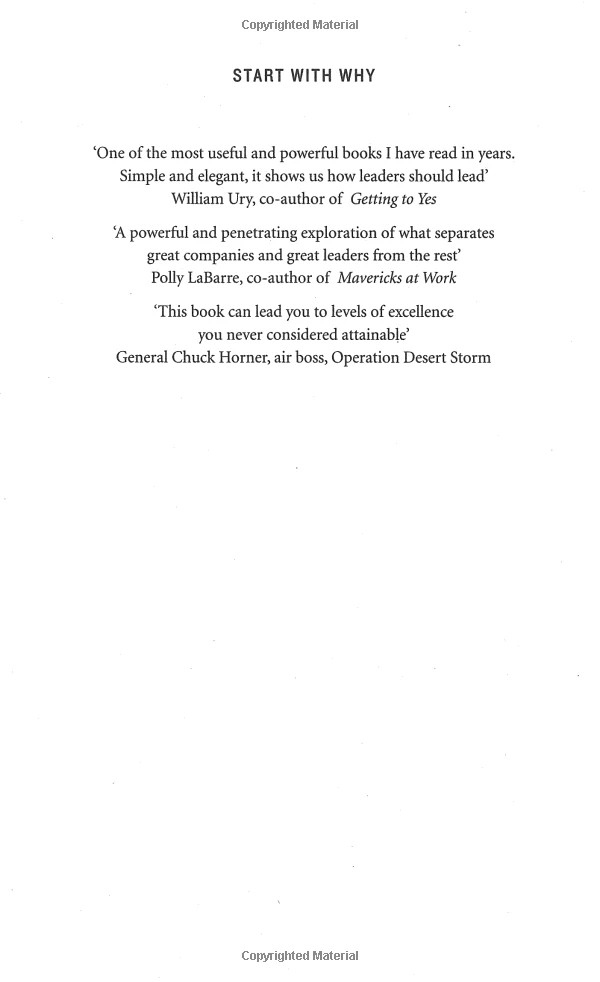 Copyrighted Material
START WITH WHY
‘One of the most useful and powerful books I have read in years.
Simple and elegant, it shows us how leaders should lead’
William Ury, co-author of Getting to Yes
‘A powerful and penetrating exploration of what separates
great companies and great leaders from the rest’
Polly LaBarre, co-author of Mavericks at Work
‘This book can lead you to levels of excellence
you never considered attainable’
General Chuck Horner, air boss, Operation Desert Storm
Copyrighted Material